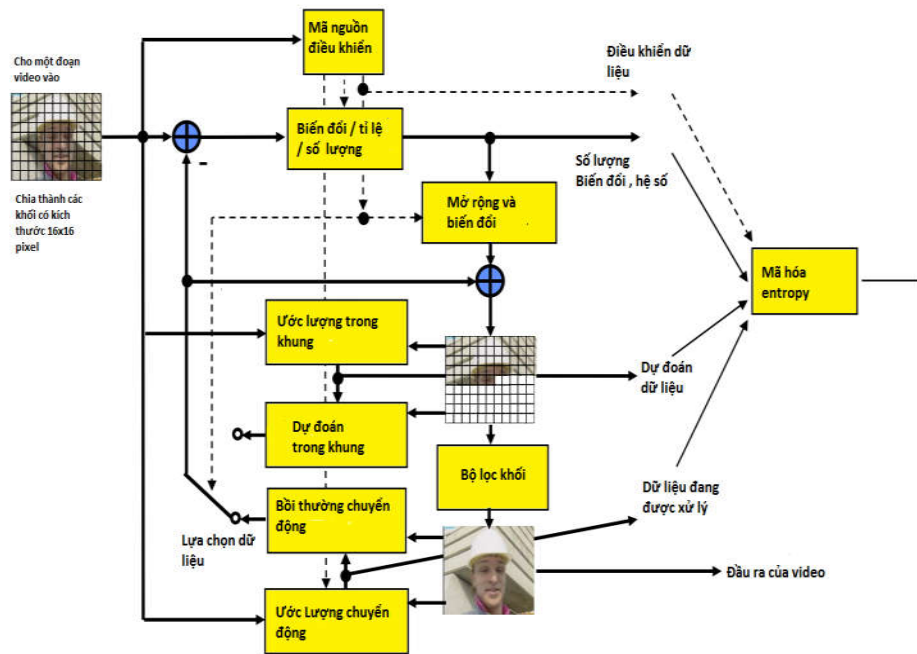 Mã nguồn
điều khiển
Cho một đoạn
video vào
Điều khiển dữ
liệu
Biến đổi / tỉ lệ
/ số lượng
-
Số lượng
Biến đổi , hệ số
Chia thành các
khối có kích
thước 16x16
pixel
Mở rộng và
biến đổi
Mã hóa
entropy
Ước lượng trong
khung
Dự đoán
dữ liệu
Dự đoán
trong khung
Bộ lọc khối
Dữ liệu đang
được xử lý
Bồi thường chuyển
động
Lựa chọn dữ
liệu
Đầu ra của video
Ước Lượng chuyển
động